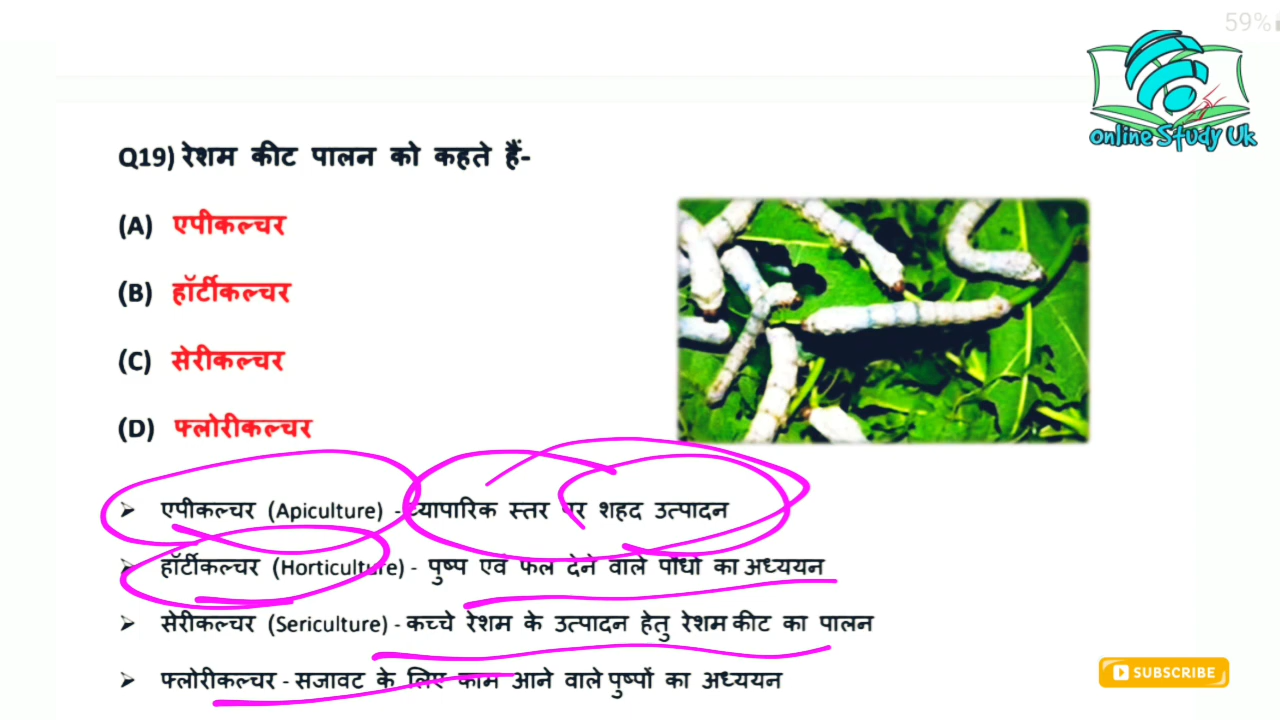 59%
Online Study Uk
Q19) रेशम कीट पालन को कहते हैं-
(A) एपीकल्चर
(B) हॉर्टीकल्चर
(C) सेरीकल्चर
(D) फ्लोरीकल्चर
➢ एपीकल्चर (Apiculture) - व्यापारिक स्तर पर शहद उत्पादन
➢ हॉर्टीकल्चर (Horticulture) - पुष्प एवं फल देने वाले पौधों का अध्ययन
➢ सेरीकल्चर (Sericulture) - कच्चे रेशम के उत्पादन हेतु रेशम कीट का पालन
➢ फ्लोरीकल्चर - सजावट के लिए काम आने वाले पुष्पों का अध्ययन
SUBSCRIBE